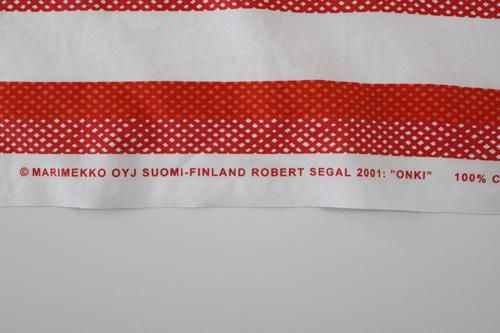 © MARIMEKKO OYJ SUOMI-FINLAND ROBERT SEGAL 2001: "ONKI" 100% C